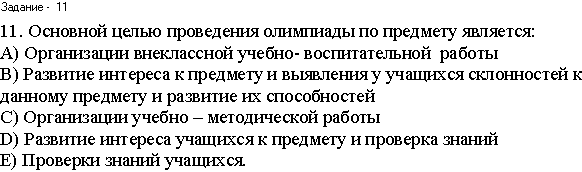 Задание - 11
11. Основной целью проведения олимпиады по предмету является:
A) Организации внеклассной учебно- воспитательной работы
B) Развитие интереса к предмету и выявления у учащихся склонностей к
данному предмету и развитие их способностей
C) Организации учебно – методической работы
D) Развитие интереса учащихся к предмету и проверка знаний
E) Проверки знаний учащихся.